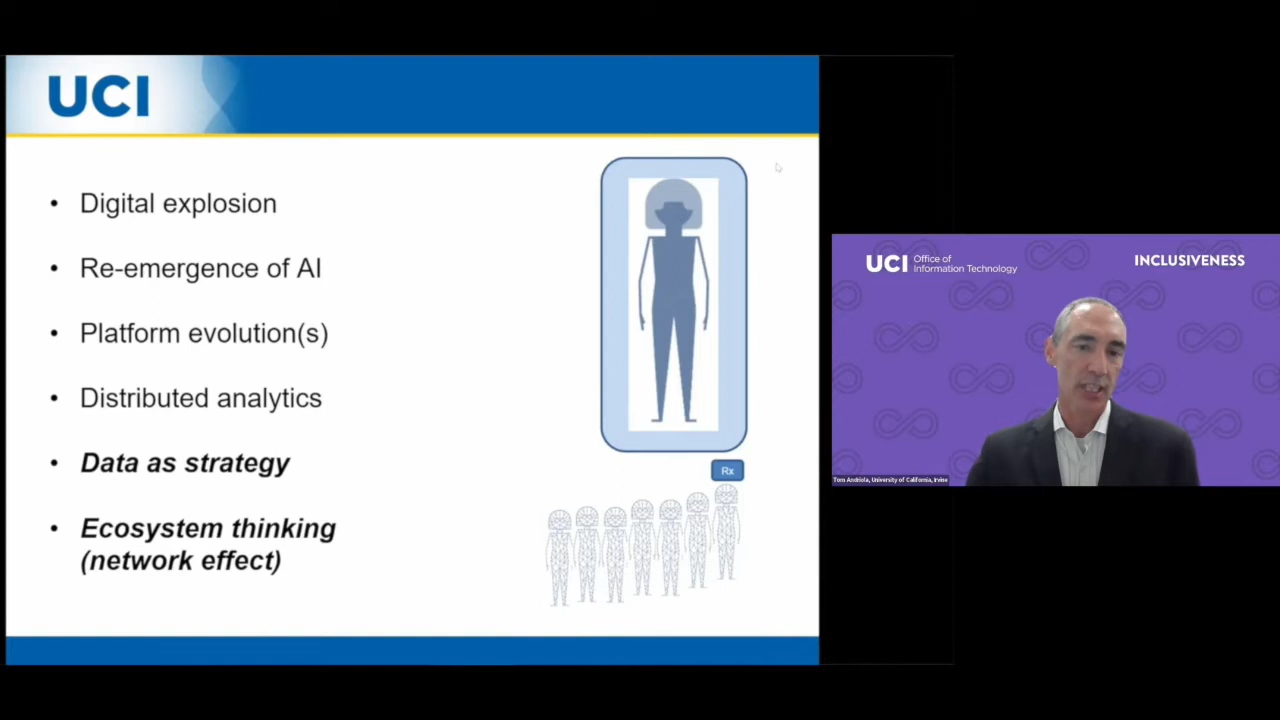 UCI
Digital explosion
Re-emergence of AI
Platform evolution(s)
Distributed analytics
Data as strategy
Ecosystem thinking
(network effect)
Rx
UCI Office of
Information Technology
INCLUSIVENESS
Tom Andriola, University of California, Irvine